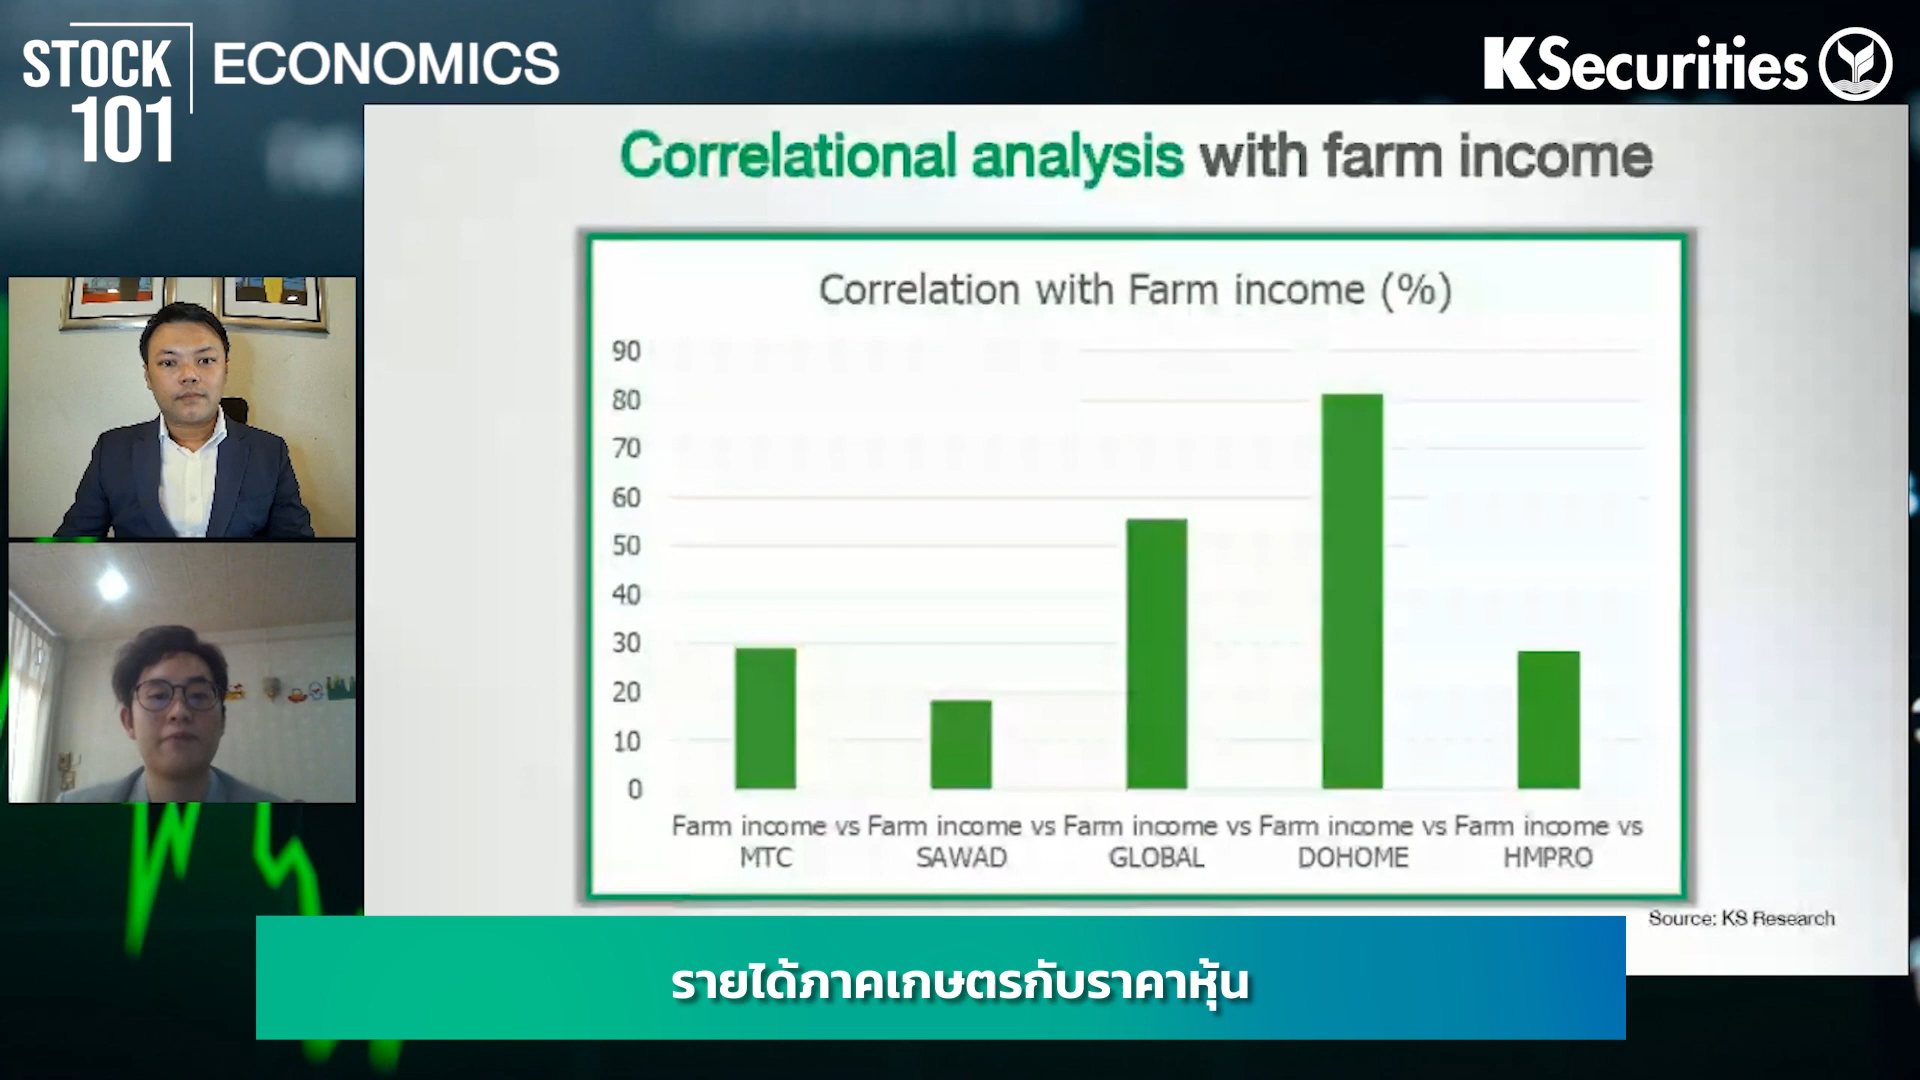 STOCK
101
ECONOMICS
KSecurities
Correlational analysis with farm income
Correlation with Farm income (%)
90
80
70
60
50
40
30
20
10
0
Farm income vs MTC
Farm income vs SAWAD
Farm income vs GLOBAL
Farm income vs DOHOME
Farm income vs HMPRO
Source: KS Research
รายได้ภาคเกษตรกับราคาหุ้น